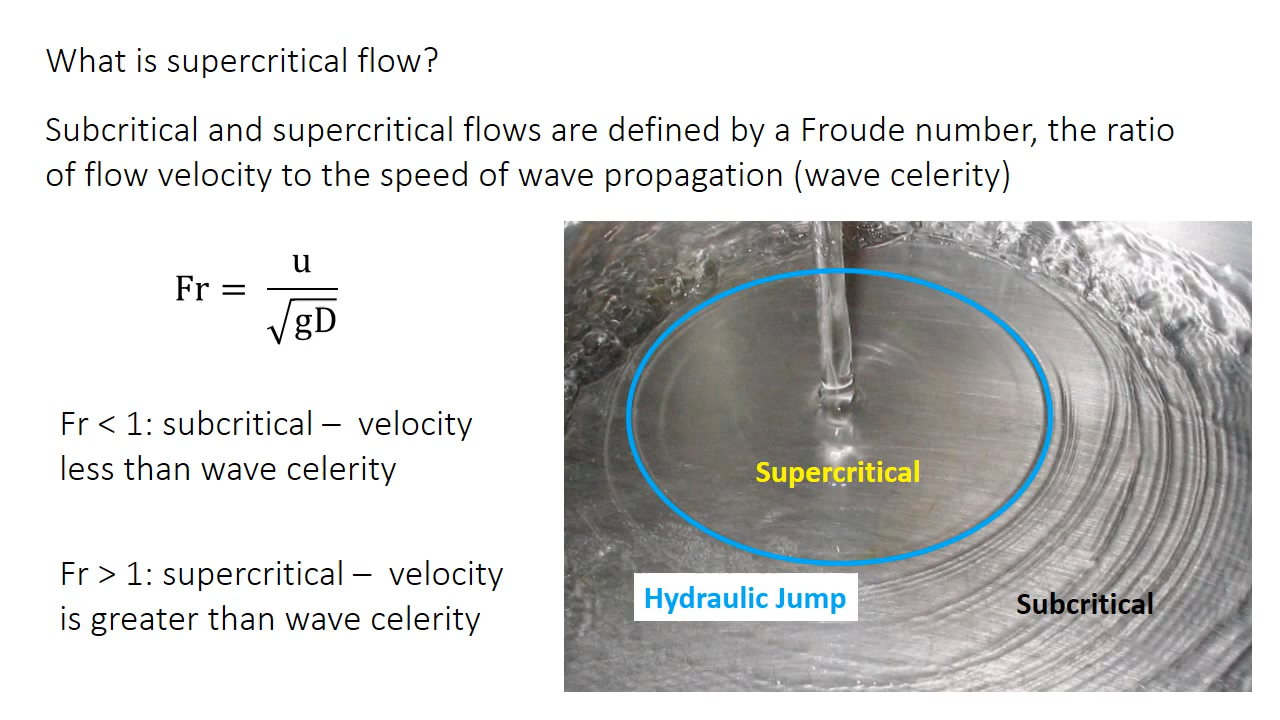 What is supercritical flow?
Subcritical and supercritical flows are defined by a Froude number, the ratio
of flow velocity to the speed of wave propagation (wave celerity)
Fr = u / √gD
Fr < 1: subcritical – velocity
less than wave celerity
Fr > 1: supercritical – velocity
is greater than wave celerity
Supercritical
Hydraulic Jump
Subcritical